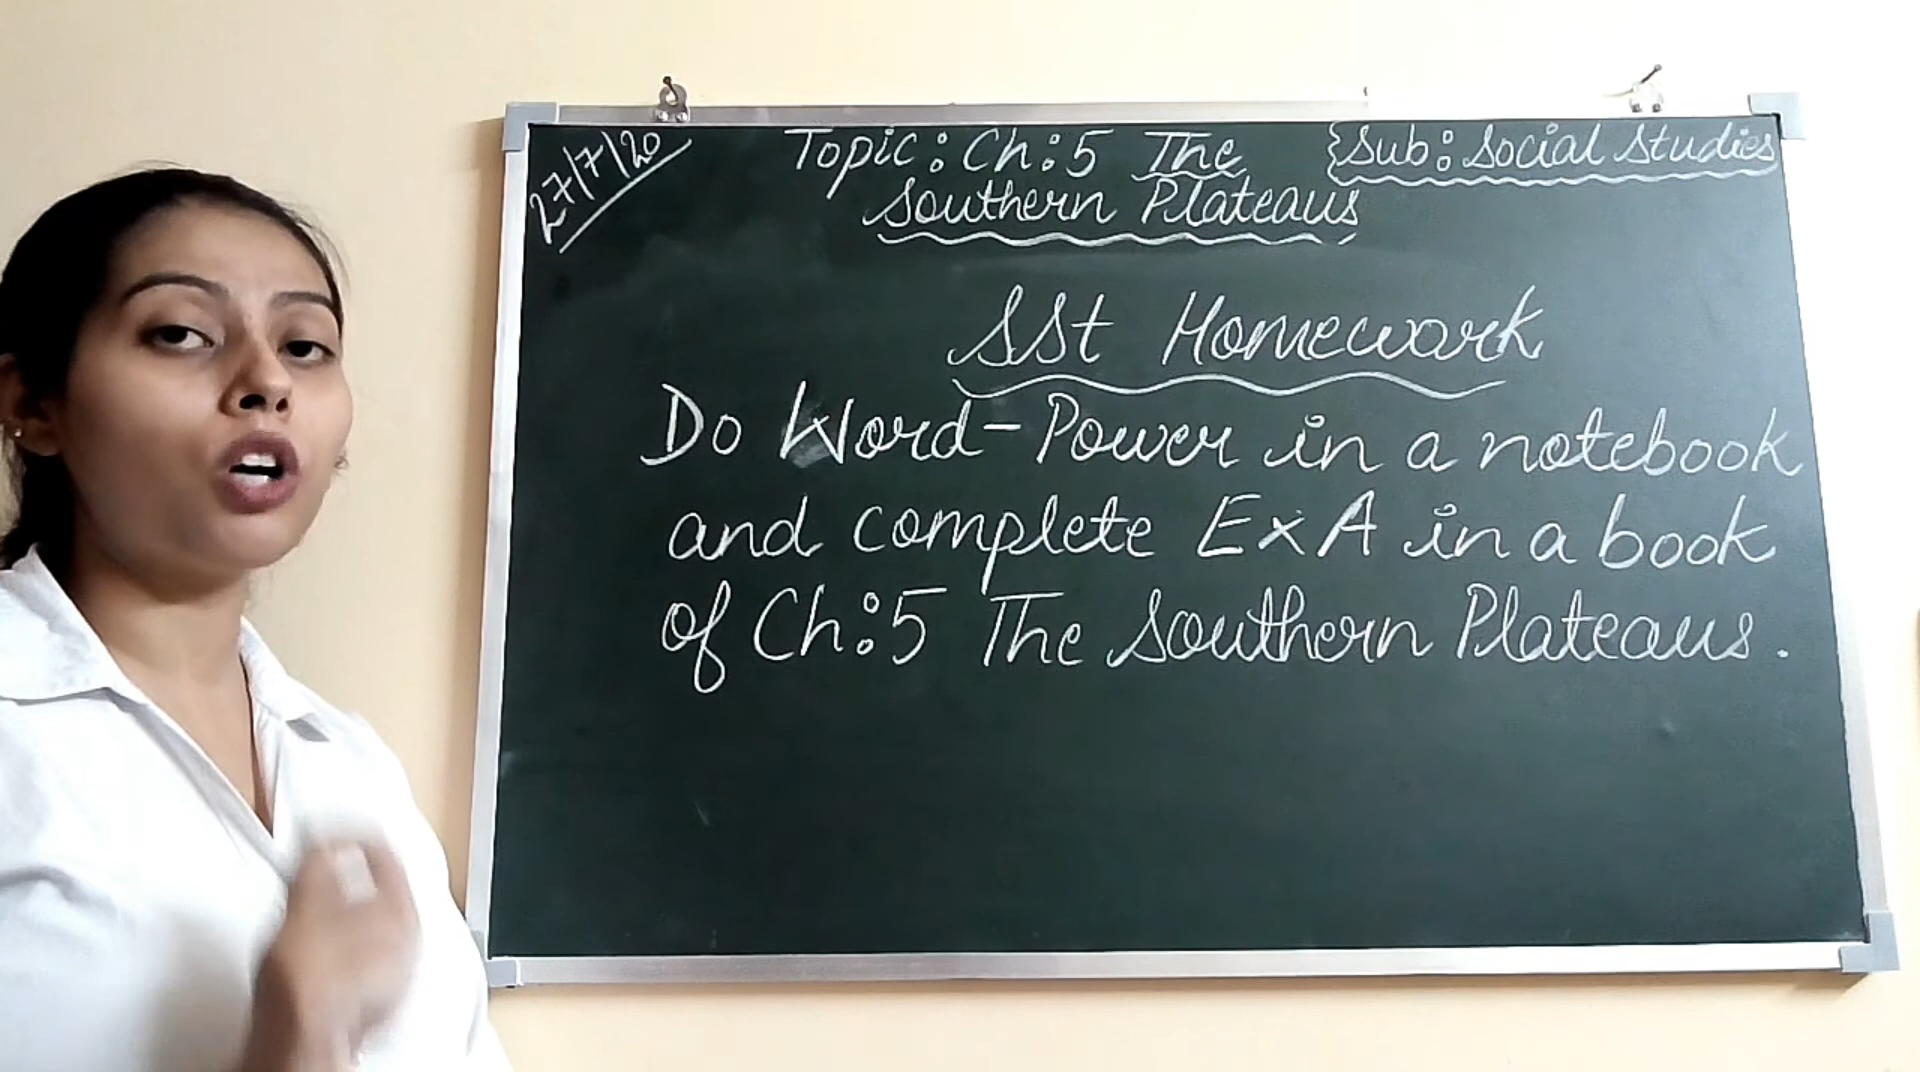 27/7/20
Topic: Ch:5 The
Southern Plateaus
{Sub: Social Studies
SSt Homework
Do Word-Power in a notebook
and complete Ex A in a book
of Ch:5 The Southern Plateaus.